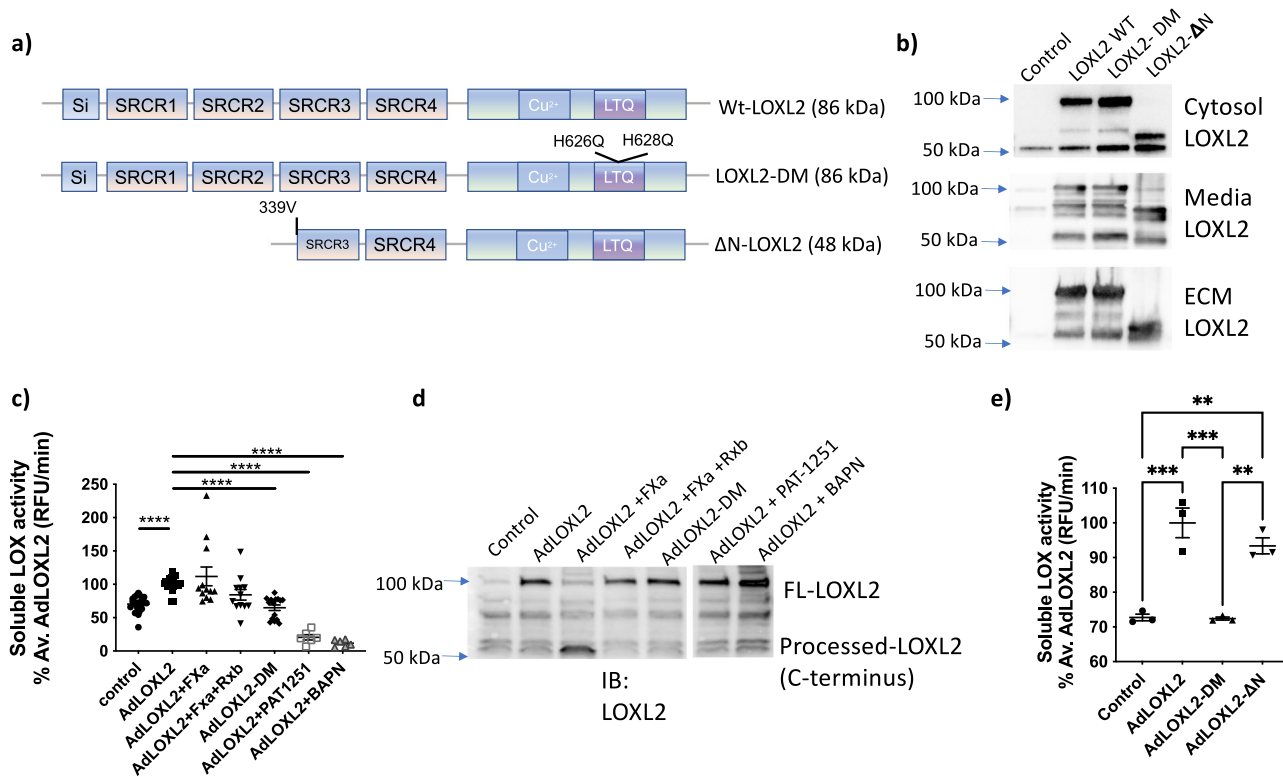 a)
Si SRCR1 SRCR2 SRCR3 SRCR4 Cu²⁺ LTQ Wt-LOXL2 (86 kDa)
H626Q H628Q
Si SRCR1 SRCR2 SRCR3 SRCR4 Cu²⁺ LTQ LOXL2-DM (86 kDa)
339V
SRCR3 SRCR4 Cu²⁺ LTQ ΔN-LOXL2 (48 kDa)
b)
Control
LOXL2 WT
LOXL2- DM
LOXL2-ΔN
100 kDa
50 kDa
Cytosol
LOXL2
100 kDa
50 kDa
Media
LOXL2
100 kDa
50 kDa
ECM
LOXL2
c)
Soluble LOX activity
% Av. AdLOXL2 (RFU/min)
250
200
150
100
50
0
****
****
****
****
control
AdLOXL2
AdLOXL2+FXa
AdLOXL2+Fxa+Rxb
AdLOXL2-DM
AdLOXL2+PAT1251
AdLOXL2+BAPN
d
Control
AdLOXL2
AdLOXL2 +FXa
AdLOXL2 +FXa +Rxb
AdLOXL2-DM
AdLOXL2 + PAT-1251
AdLOXL2 + BAPN
100 kDa
50 kDa
FL-LOXL2
Processed-LOXL2
(C-terminus)
IB:
LOXL2
e)
Soluble LOX activity
% Av. AdLOXL2 (RFU/min)
110
100
90
80
70
60
**
***
***
**
Control
AdLOXL2
AdLOXL2-DM
AdLOXL2-ΔN